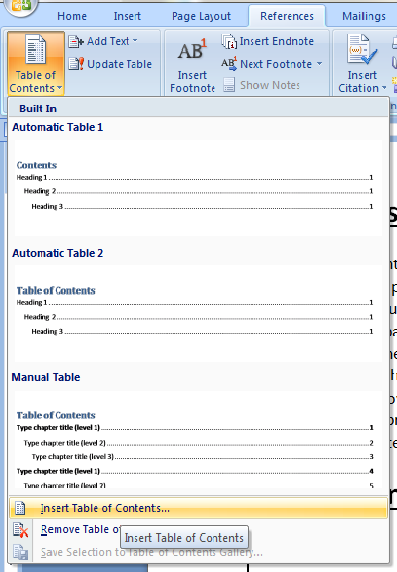 Home Insert Page Layout References Mailings
Table of Contents
Add Text
Update Table
AB1
Insert Footnote
Insert Endnote
AB1 Next Footnote
Show Notes
Insert Citation
Built In
Automatic Table 1
Contents
Heading 1 1
Heading 2 1
Heading 3 1
Automatic Table 2
Table of Contents
Heading 1 1
Heading 2 1
Heading 3 1
Manual Table
Table of Contents
Type chapter title (level 1) 1
Type chapter title (level 2) 2
Type chapter title (level 3) 3
Type chapter title (level 1) 4
Type chapter title (level 2) 5
Insert Table of Contents...
Remove Table of
Insert Table of Contents
Save Selection to Table of Contents Gallery...